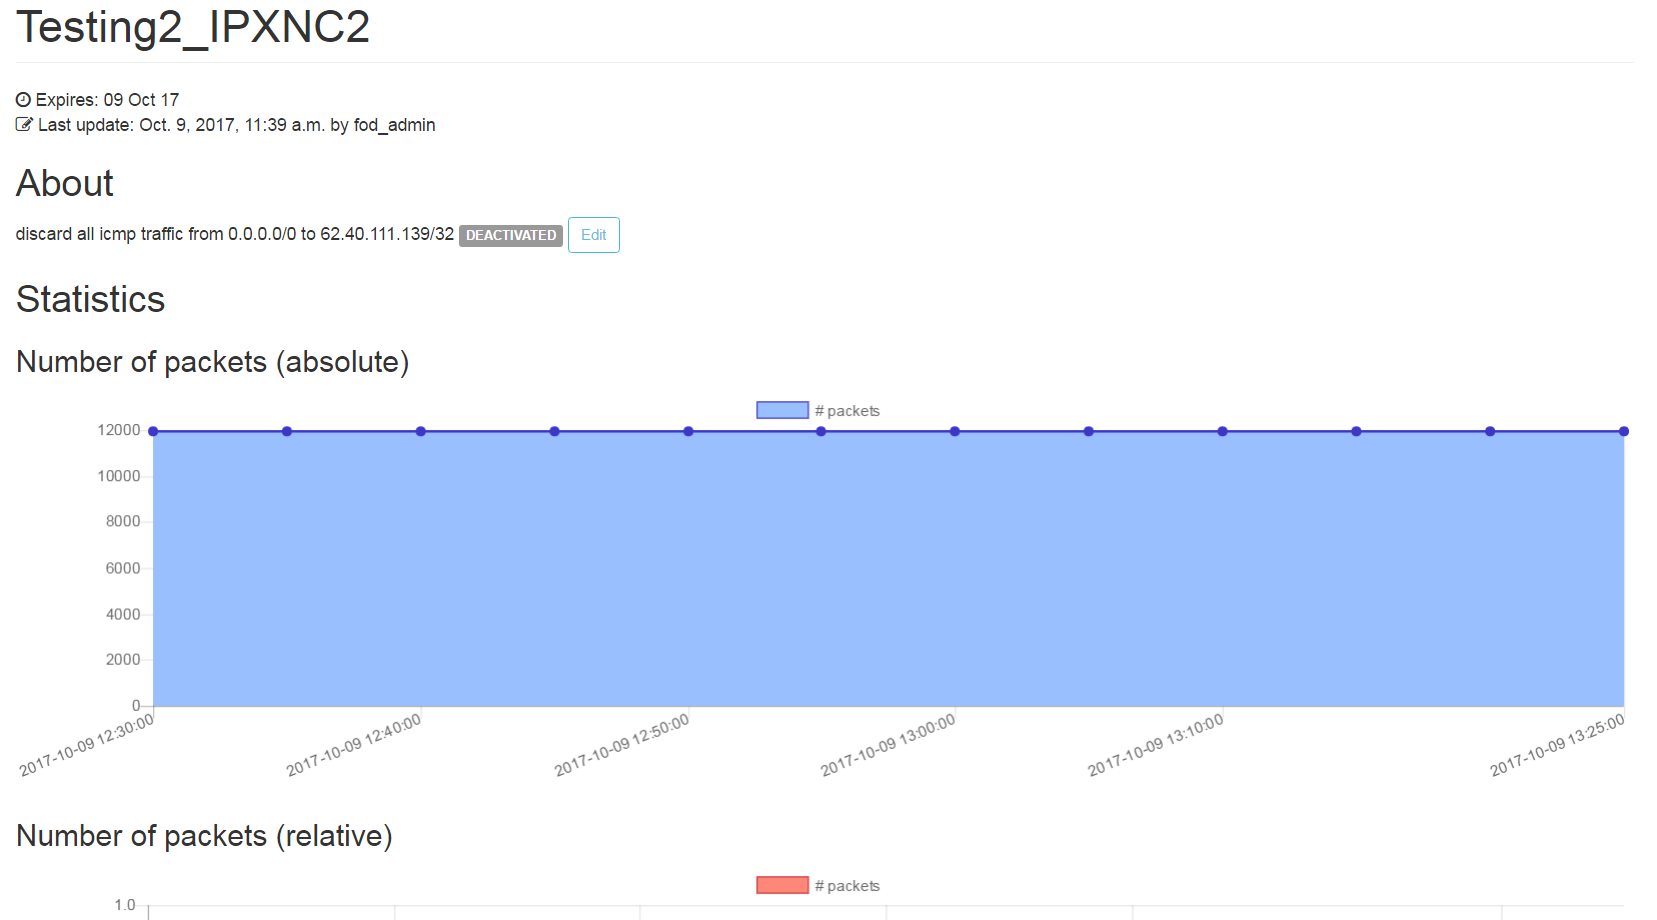 Testing2_IPXNC2
Expires: 09 Oct 17
Last update: Oct. 9, 2017, 11:39 a.m. by fod_admin
About
discard all icmp traffic from 0.0.0.0/0 to 62.40.111.139/32 DEACTIVATED Edit
Statistics
Number of packets (absolute)
# packets
12000
10000
8000
6000
4000
2000
0
2017-10-09 12:30:00
2017-10-09 12:40:00
2017-10-09 12:50:00
2017-10-09 13:00:00
2017-10-09 13:10:00
2017-10-09 13:25:00
Number of packets (relative)
# packets
1.0